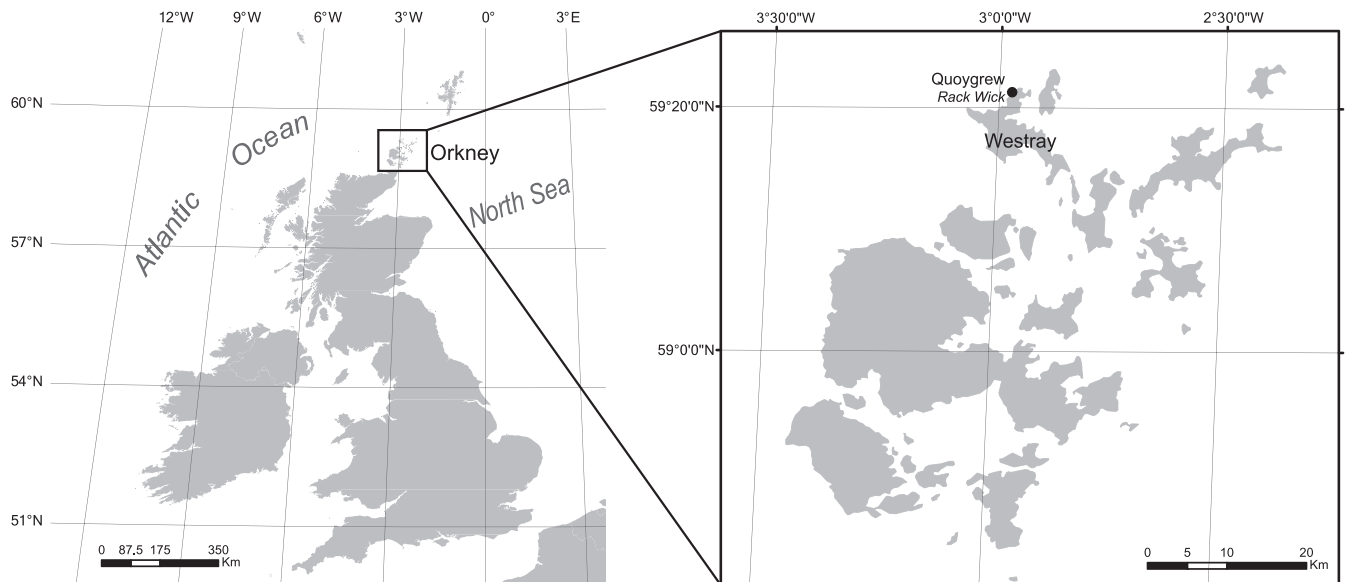 12°W 9°W 6°W 3°W 0° 3°E
3°30'0"W 3°0'0"W 2°30'0"W
60°N
57°N
54°N
51°N
Atlantic
Ocean
Orkney
North Sea
0 87.5 175 350
Km
59°20'0"N
59°0'0"N
Quoygrew
Rack Wick
Westray
0 5 10 20
Km